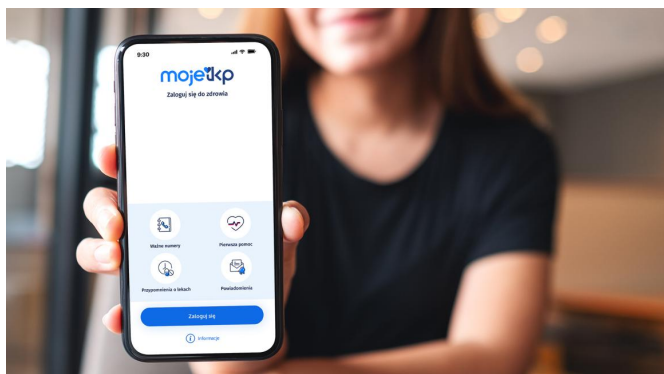 9:30
mojeikp
Zaloguj się do zdrowia
Ważne numery
Pierwsza pomoc
Przypomnienia o lekach
Powiadomienia
Zaloguj się
Informacje